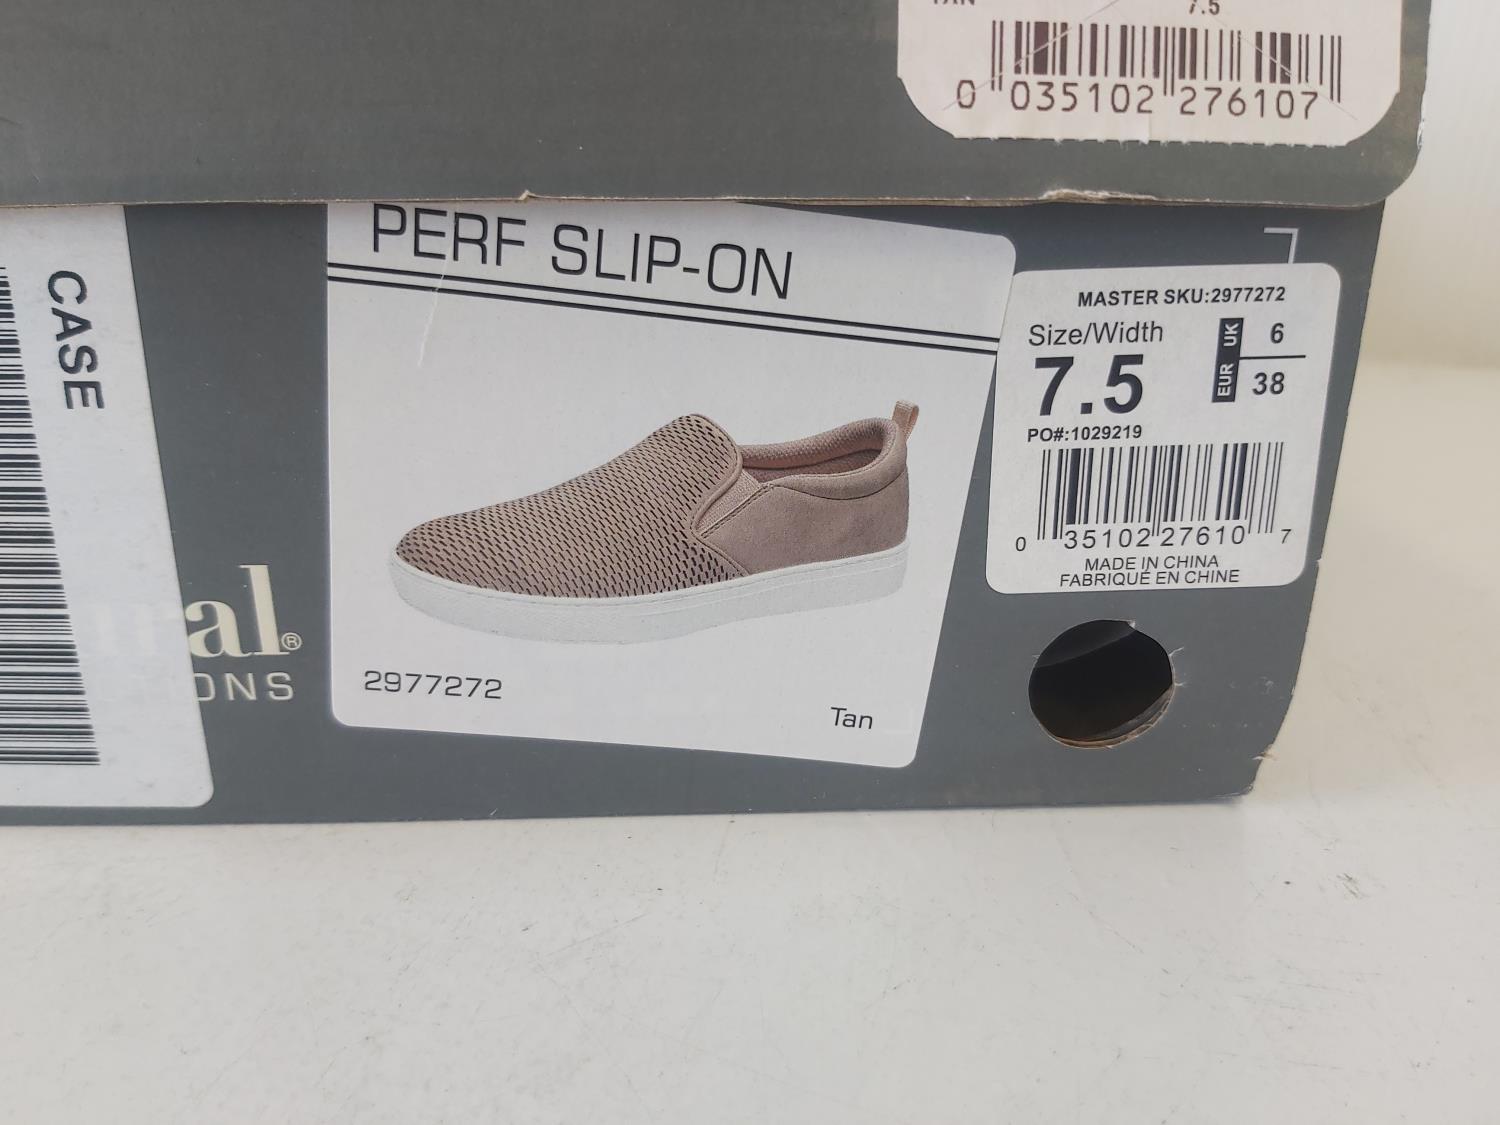 7.5
0 035102 276107
CASE
PERF SLIP-ON
2977272
Tan
MASTER SKU:2977272
Size/Width
7.5
UK 6
EUR 38
PO#:1029219
0 35102 27610 7
MADE IN CHINA
FABRIQUÉ EN CHINE